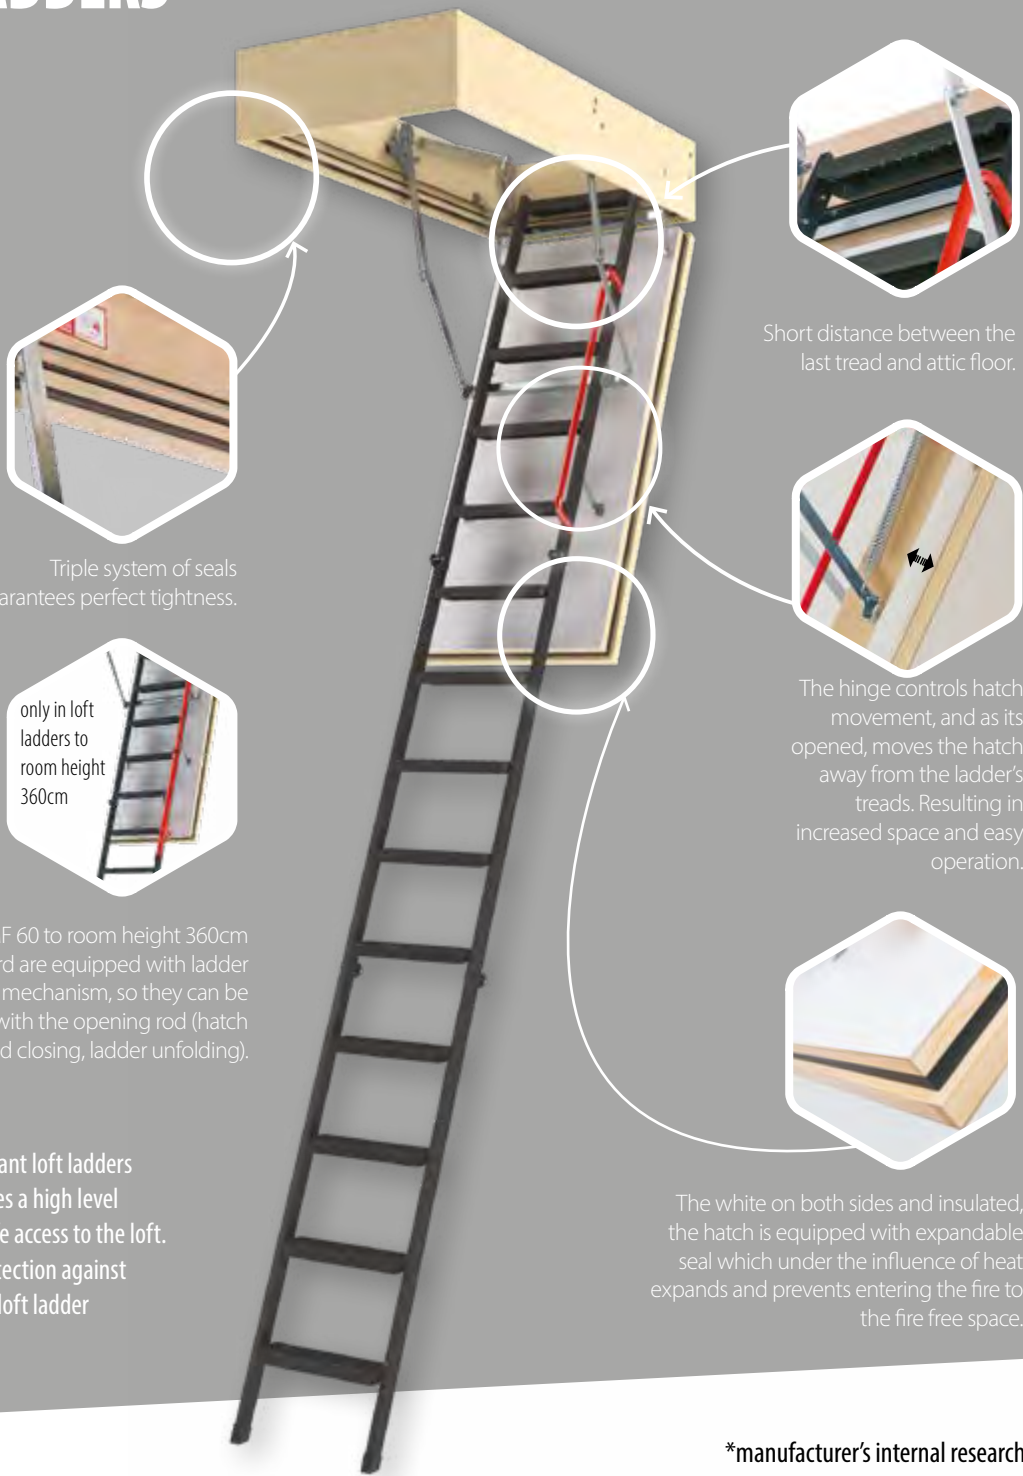 Short distance between the
last tread and attic floor.
Triple system of seals
perfect tightness.
only in loft
ladders to
room height
360cm
The hinge controls hatch
movement, and as its
opened, moves the hatch
away from the ladder's
treads. Resulting in
increased space and easy
operation.
60 to room height 360cm
are equipped with ladder
mechanism, so they can be
with the opening rod (hatch
closing, ladder unfolding).
loft ladders
a high level
access to the loft.
against
loft ladder
The white on both sides and insulated,
the hatch is equipped with expandable
seal which under the influence of heat
expands and prevents entering the fire to
the fire free space.
*manufacturer's internal research